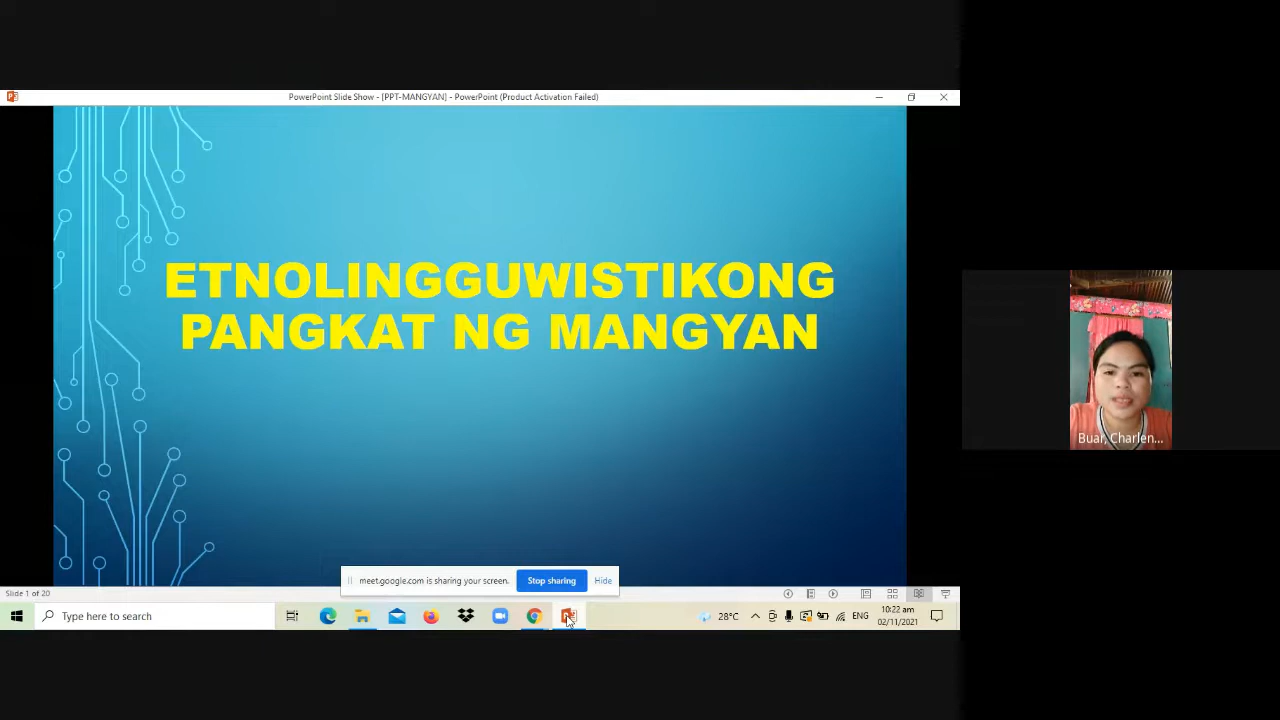 PowerPoint Slide Show - [PPT-MANGYAN] - PowerPoint (Product Activation Failed)
ETNOLINGGUWISTIKONG
PANGKAT NG MANGYAN
Buar, Charlen...
meet.google.com is sharing your screen.
Stop sharing
Hide
Slide 1 of 20
Type here to search
28°C
ENG
10:22 am
02/11/2021